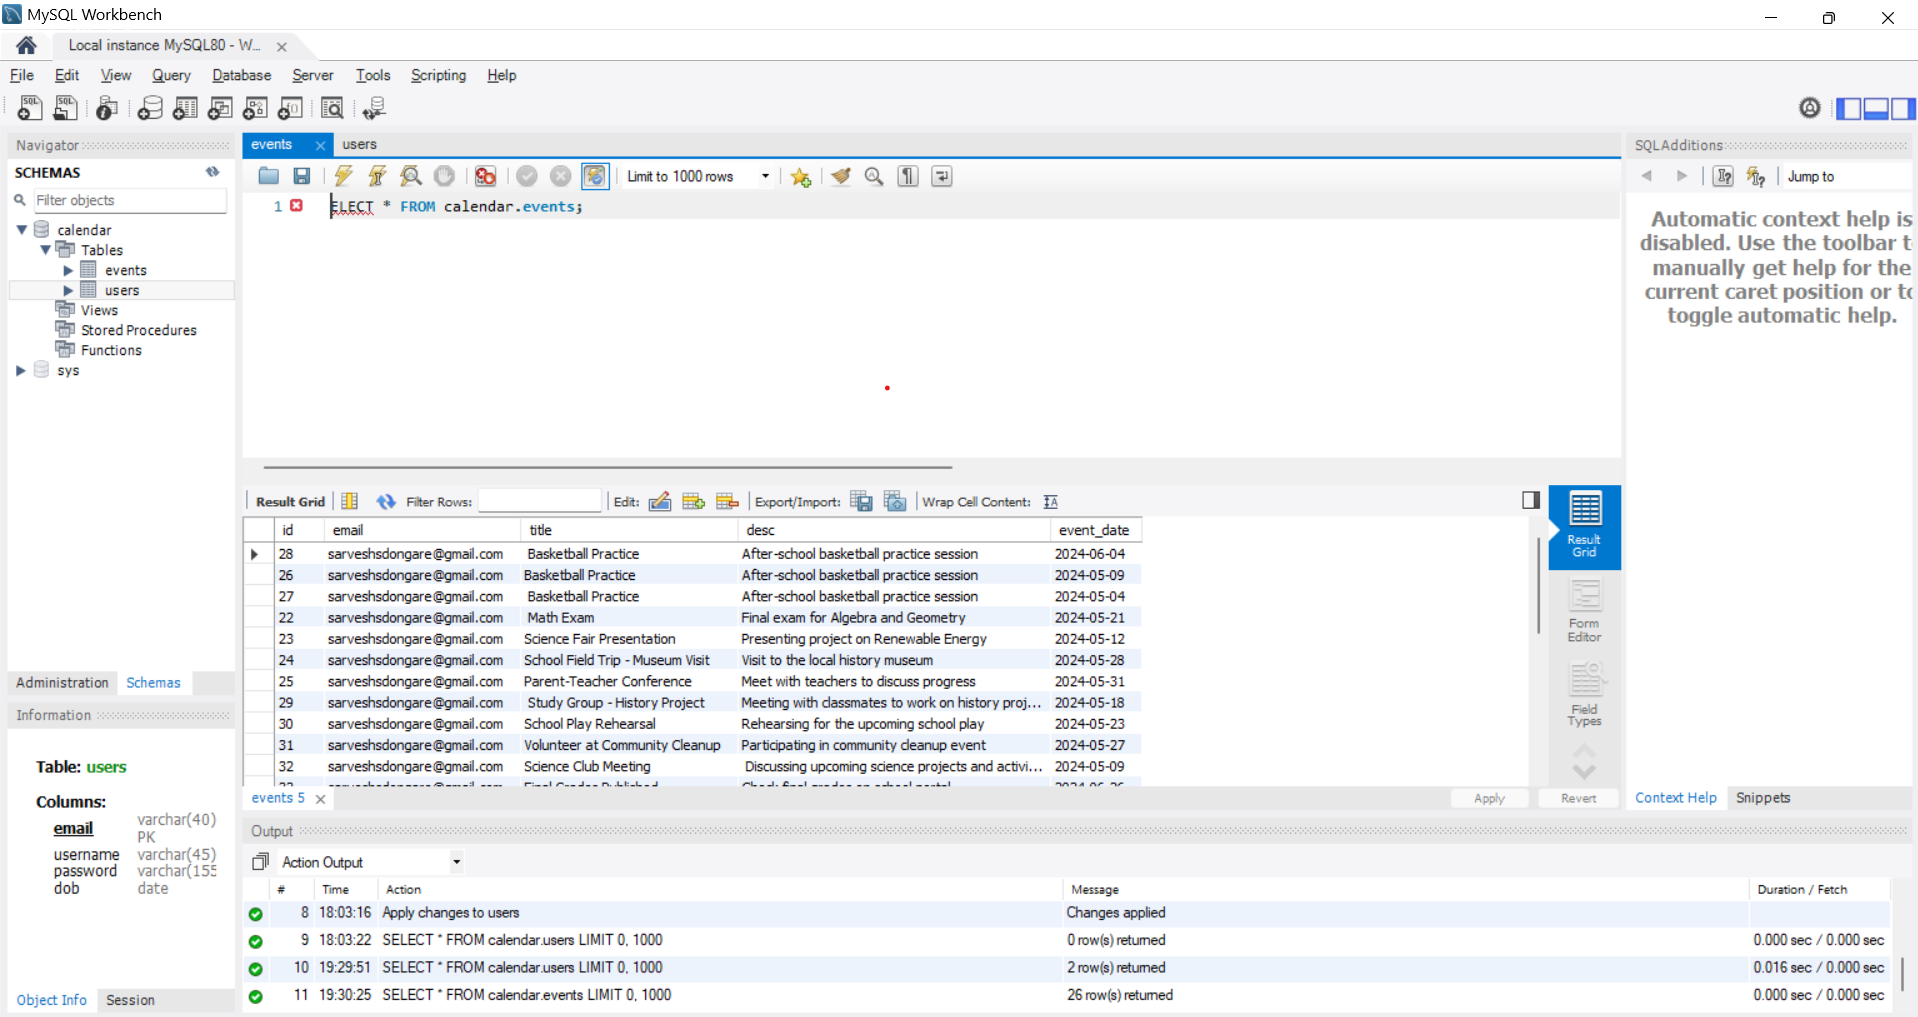 MySQL Workbench
Local instance MySQL80 - W...
File Edit View Query Database Server Tools Scripting Help
Navigator
SCHEMAS
Filter objects
calendar
Tables
events
users
Views
Stored Procedures
Functions
sys
Administration Schemas
Information
Table: users
Columns:
email varchar(40) PK
username varchar(45)
password varchar(155
dob date
Object Info Session
events users
Limit to 1000 rows
1 ELECT * FROM calendar.events;
Result Grid Filter Rows: Edit: Export/Import: Wrap Cell Content:
id email title desc event_date
28 sarveshsdongare@gmail.com Basketball Practice After-school basketball practice session 2024-06-04
26 sarveshsdongare@gmail.com Basketball Practice After-school basketball practice session 2024-05-09
27 sarveshsdongare@gmail.com Basketball Practice After-school basketball practice session 2024-05-04
22 sarveshsdongare@gmail.com Math Exam Final exam for Algebra and Geometry 2024-05-21
23 sarveshsdongare@gmail.com Science Fair Presentation Presenting project on Renewable Energy 2024-05-12
24 sarveshsdongare@gmail.com School Field Trip - Museum Visit Visit to the local history museum 2024-05-28
25 sarveshsdongare@gmail.com Parent-Teacher Conference Meet with teachers to discuss progress 2024-05-31
29 sarveshsdongare@gmail.com Study Group - History Project Meeting with classmates to work on history proj... 2024-05-18
30 sarveshsdongare@gmail.com School Play Rehearsal Rehearsing for the upcoming school play 2024-05-23
31 sarveshsdongare@gmail.com Volunteer at Community Cleanup Participating in community cleanup event 2024-05-27
32 sarveshsdongare@gmail.com Science Club Meeting Discussing upcoming science projects and activi... 2024-05-09
Result Grid
Form Editor
Field Types
events 5 Apply Revert
SQLAdditions
Jump to
Automatic context help is
disabled. Use the toolbar t
manually get help for the
current caret position or to
toggle automatic help.
Context Help Snippets
Output
Action Output
# Time Action Message Duration / Fetch
8 18:03:16 Apply changes to users Changes applied
9 18:03:22 SELECT * FROM calendar.users LIMIT 0, 1000 0 row(s) returned 0.000 sec / 0.000 sec
10 19:29:51 SELECT * FROM calendar.users LIMIT 0, 1000 2 row(s) returned 0.016 sec / 0.000 sec
11 19:30:25 SELECT * FROM calendar.events LIMIT 0, 1000 26 row(s) returned 0.000 sec / 0.000 sec